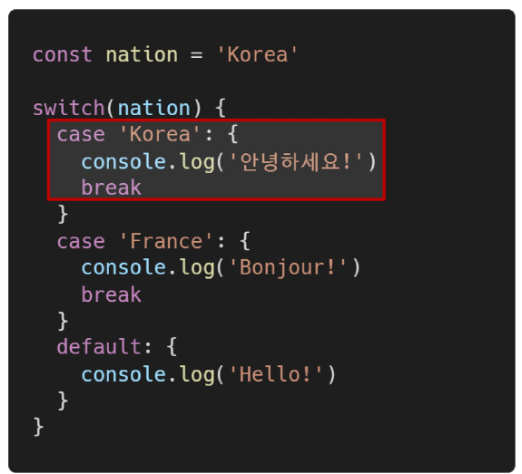 const nation = 'Korea'
switch(nation) {
case 'Korea': {
console.log('안녕하세요!')
break
}
case 'France': {
console.log('Bonjour!')
break
}
default: {
console.log('Hello!')
}
}